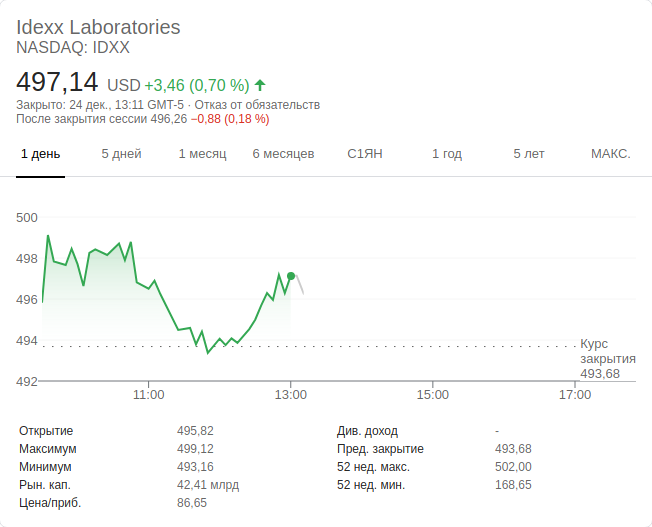 Idexx Laboratories
NASDAQ: IDXX
497,14 USD +3,46 (0,70 %)
Закрыто: 24 дек., 13:11 GMT-5 · Отказ от обязательств
После закрытия сессии 496,26 −0,88 (0,18 %)
1 день 5 дней 1 месяц 6 месяцев С1ЯН 1 год 5 лет МАКС.
500
498
496
494
492
Курс
закрытия
493,68
11:00 13:00 15:00 17:00
Открытие 495,82 Див. доход -
Максимум 499,12 Пред. закрытие 493,68
Минимум 493,16 52 нед. макс. 502,00
Рын. кап. 42,41 млрд 52 нед. мин. 168,65
Цена/приб. 86,65